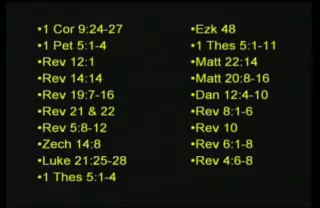 •1 Cor 9:24-27
•1 Pet 5:1-4
•Rev 12:1
•Rev 14:14
•Rev 19:7-16
•Rev 21 & 22
•Rev 5:8-12
•Zech 14:8
•Luke 21:25-28
•1 Thes 5:1-4
•Ezk 48
•1 Thes 5:1-11
•Matt 22:14
•Matt 20:8-16
•Dan 12:4-10
•Rev 8:1-6
•Rev 10
•Rev 6:1-8
•Rev 4:6-8